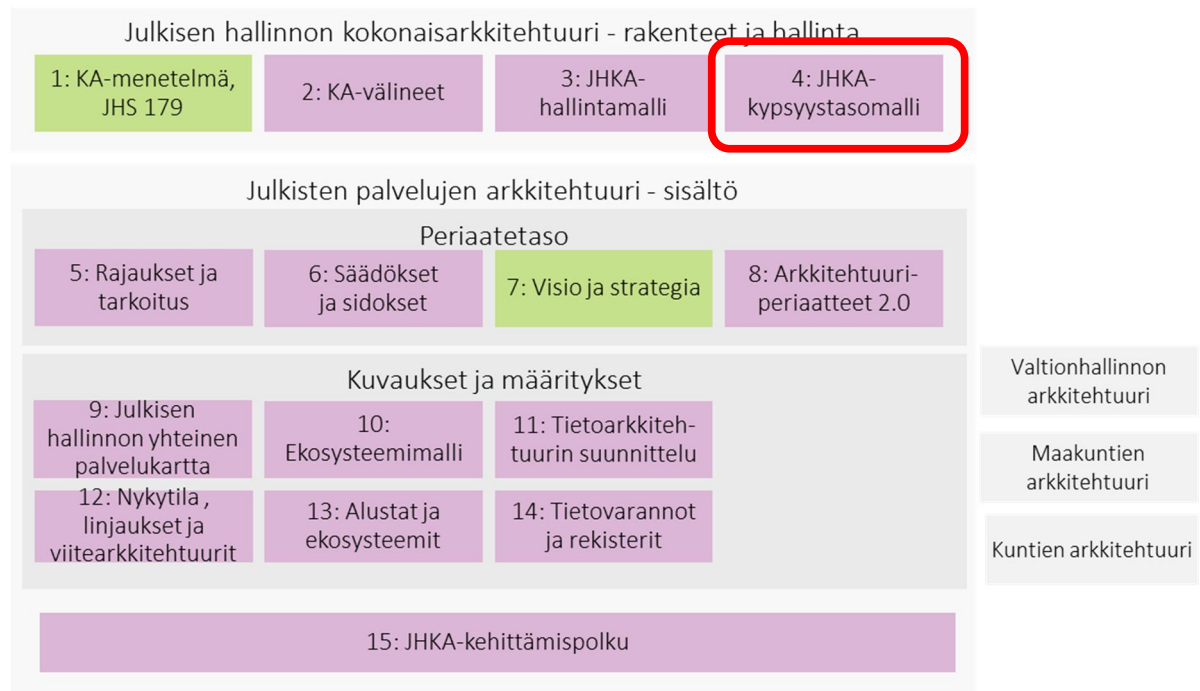 Julkisen hallinnon kokonaisarkkitehtuuri - rakenteet ja hallinta
1: KA-menetelmä,
JHS 179
2: KA-välineet
3: JHKA-
hallintamalli
4: JHKA-
kypsyystasomalli
Julkisten palvelujen arkkitehtuuri - sisältö
Periaatetaso
5: Rajaukset ja
tarkoitus
6: Säädökset
ja sidokset
7: Visio ja strategia
8: Arkkitehtuuri-
periaatteet 2.0
Kuvaukset ja määritykset
9: Julkisen
hallinnon yhteinen
palvelukartta
10:
Ekosysteemimalli
11: Tietoarkkiteh-
tuurin suunnittelu
12: Nykytila ,
linjaukset ja
viitearkkitehtuurit
13: Alustat ja
ekosysteemit
14: Tietovarannot
ja rekisterit
15: JHKA-kehittämispolku
Valtionhallinnon
arkkitehtuuri
Maakuntien
arkkitehtuuri
Kuntien arkkitehtuuri